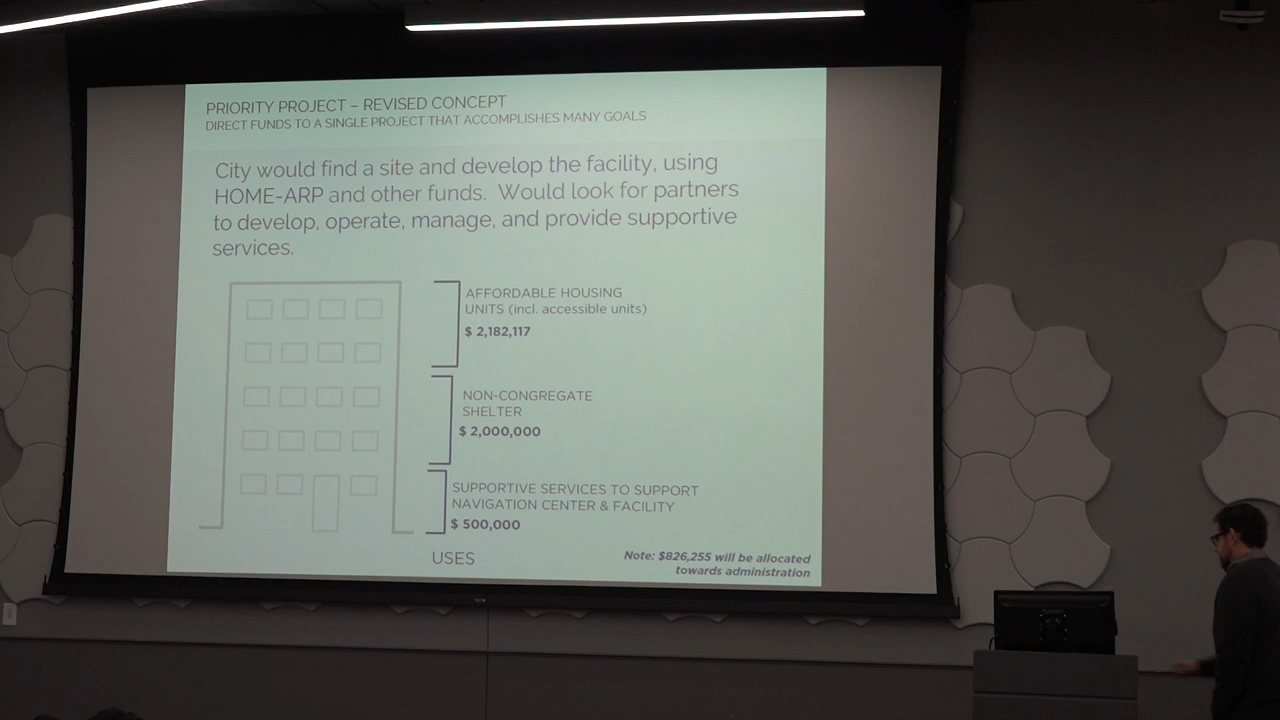 PRIORITY PROJECT – REVISED CONCEPT
DIRECT FUNDS TO A SINGLE PROJECT THAT ACCOMPLISHES MANY GOALS
City would find a site and develop the facility, using
HOME-ARP and other funds.  Would look for partners
to develop, operate, manage, and provide supportive
services.
AFFORDABLE HOUSING
UNITS (incl. accessible units)
$ 2,182,117
NON-CONGREGATE
SHELTER
$ 2,000,000
SUPPORTIVE SERVICES TO SUPPORT
NAVIGATION CENTER & FACILITY
$ 500,000
USES
Note: $826,255 will be allocated
towards administration